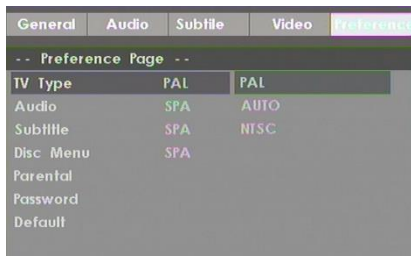 General Audio Subtile Video Preference
-- Preference Page --
TV Type PAL PAL
Audio SPA AUTO
Subtitle SPA NTSC
Disc Menu SPA
Parental
Password
Default